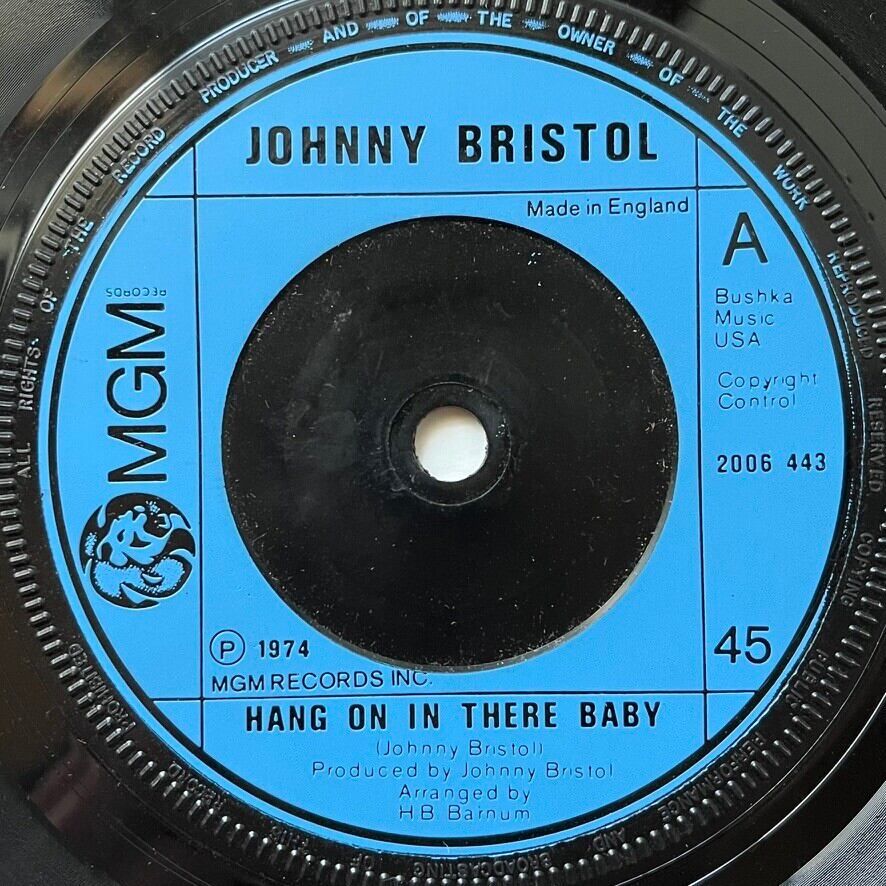 ALL RIGHTS OF THE RECORD PRODUCER AND OF THE OWNER OF THE WORK REPRODUCED RESERVED COPYING PUBLIC PERFORMANCE AND BROADCASTING OF THIS RECORD PROHIBITED
JOHNNY BRISTOL
Made in England
A
RECORDS
MGM
Bushka
Music
USA
Copyright
Control
2006 443
P 1974
45
MGM RECORDS INC.
HANG ON IN THERE BABY
(Johnny Bristol)
Produced by Johnny Bristol
Arranged by
H.B. Barnum